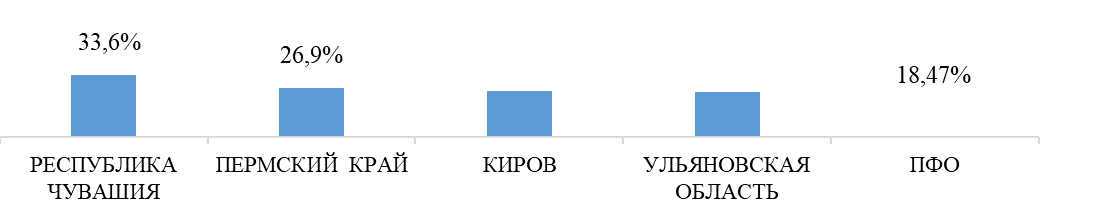 33,6%
26,9%
18,47%
РЕСПУБЛИКА
ЧУВАШИЯ
ПЕРМСКИЙ КРАЙ
КИРОВ
УЛЬЯНОВСКАЯ
ОБЛАСТЬ
ПФО